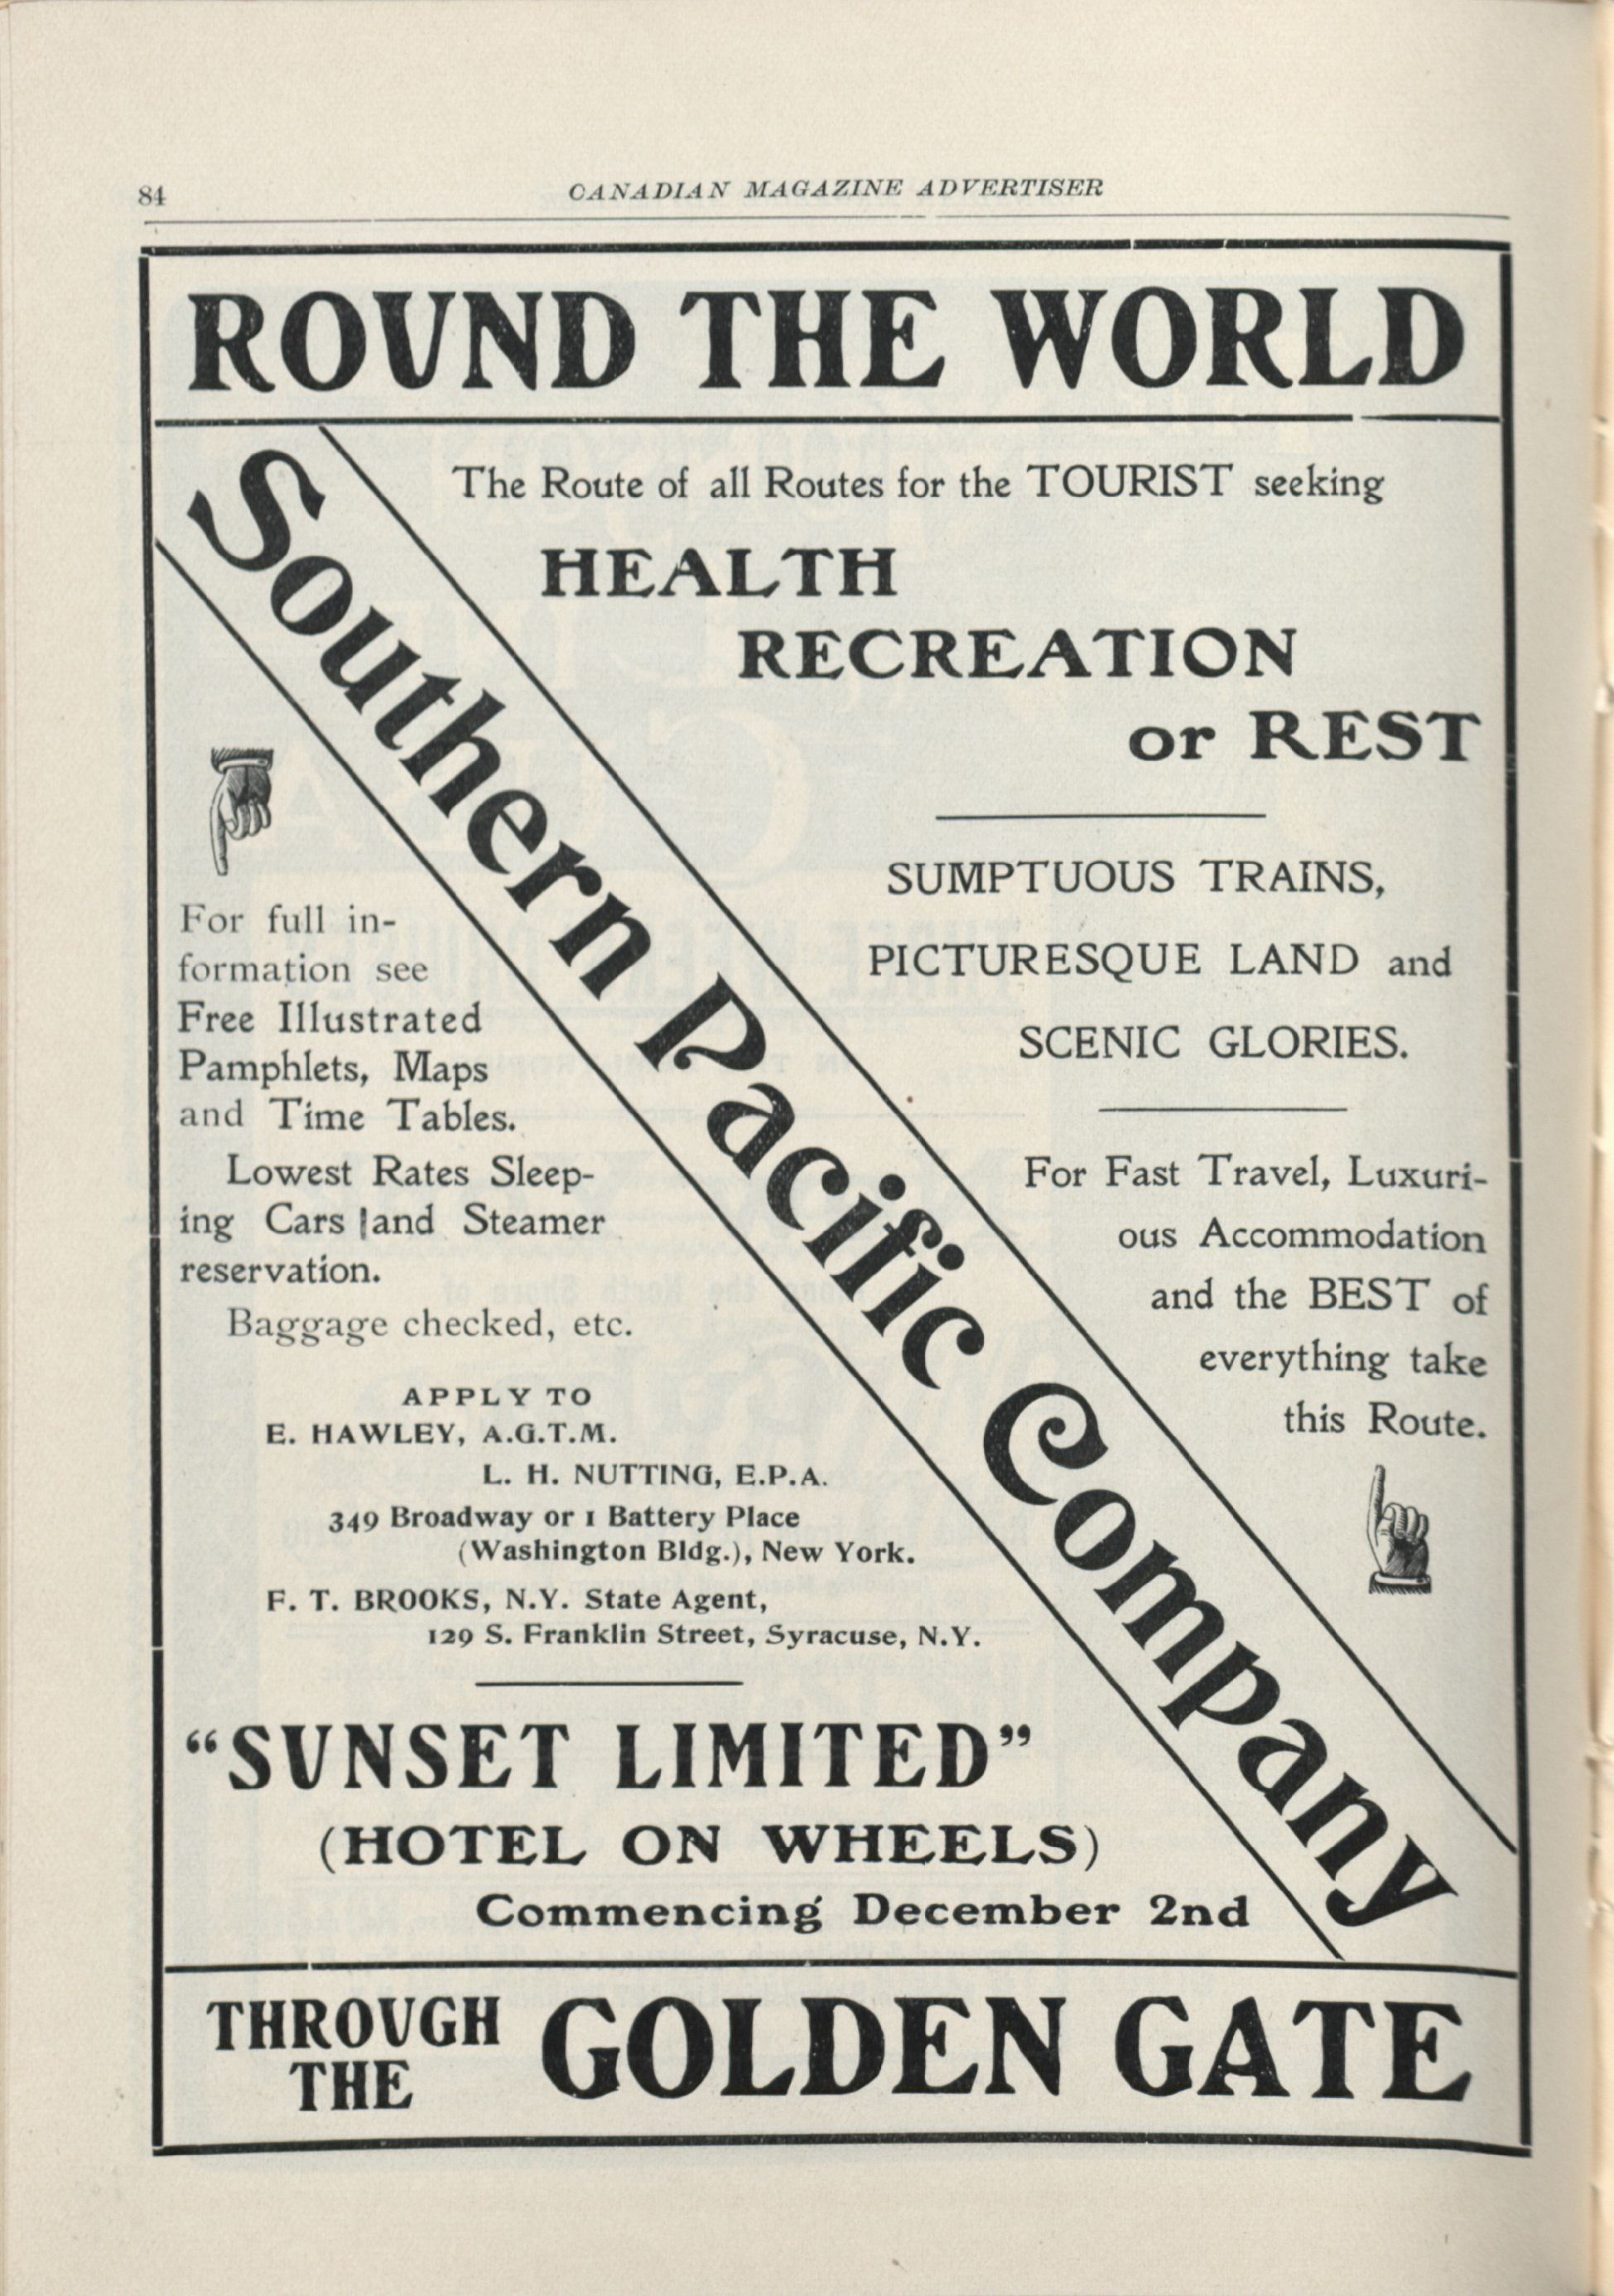 84
CANADIAN MAGAZINE ADVERTISER
ROUND THE WORLD
Southern Pacific Company
The Route of all Routes for the TOURIST seeking
HEALTH
RECREATION
or REST
SUMPTUOUS TRAINS,
PICTURESQUE LAND and
SCENIC GLORIES.
For Fast Travel, Luxuri-
ous Accommodation
and the BEST of
everything take
this Route.
For full in-
formation see
Free Illustrated
Pamphlets, Maps
and Time Tables.
Lowest Rates Sleep-
ing Cars and Steamer
reservation.
Baggage checked, etc.
APPLY TO
E. HAWLEY, A.G.T.M.
L. H. NUTTING, E.P.A.
349 Broadway or 1 Battery Place
(Washington Bldg.), New York.
F. T. BROOKS, N.Y. State Agent,
129 S. Franklin Street, Syracuse, N.Y.
“SUNSET LIMITED”
(HOTEL ON WHEELS)
Commencing December 2nd
THROUGH
THE
GOLDEN GATE